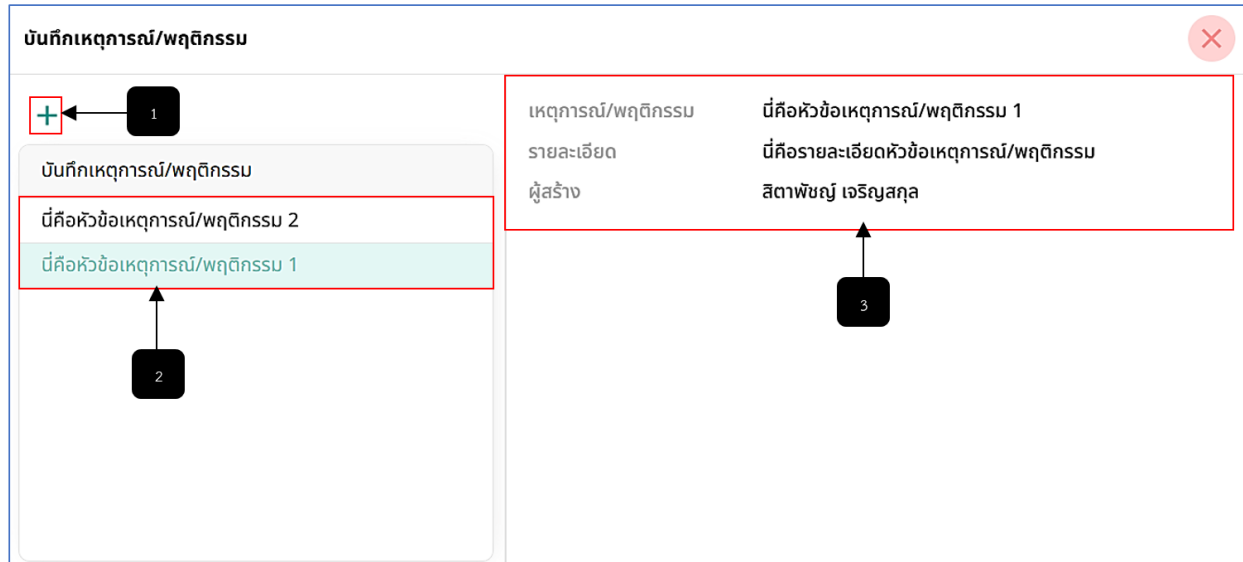 บันทึกเหตุการณ์/พฤติกรรม
1
บันทึกเหตุการณ์/พฤติกรรม
นี่คือหัวข้อเหตุการณ์/พฤติกรรม 2
นี่คือหัวข้อเหตุการณ์/พฤติกรรม 1
2
เหตุการณ์/พฤติกรรม นี่คือหัวข้อเหตุการณ์/พฤติกรรม 1
รายละเอียด นี่คือรายละเอียดหัวข้อเหตุการณ์/พฤติกรรม
ผู้สร้าง สิตาพัชญ์ เจริญสกุล
3